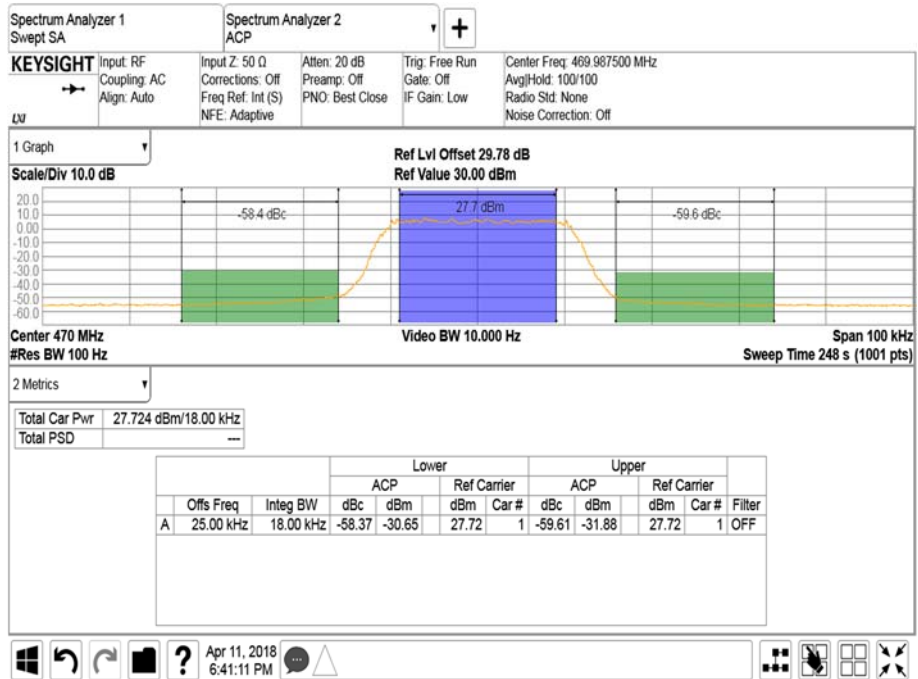 Spectrum Analyzer 1
Swept SA
Spectrum Analyzer 2
ACP
+
KEYSIGHT
LXI
Input: RF
Coupling: AC
Align: Auto
Input Z: 50 Ω
Corrections: Off
Freq Ref: Int (S)
NFE: Adaptive
Atten: 20 dB
Preamp: Off
PNO: Best Close
Trig: Free Run
Gate: Off
IF Gain: Low
Center Freq: 469.987500 MHz
Avg|Hold: 100/100
Radio Std: None
Noise Correction: Off
1 Graph
Scale/Div 10.0 dB
Ref Lvl Offset 29.78 dB
Ref Value 30.00 dBm
20.0
10.0
0.00
-10.0
-20.0
-30.0
-40.0
-50.0
-60.0
-58.4 dBc
27.7 dBm
-59.6 dBc
Center 470 MHz
#Res BW 100 Hz
Video BW 10.000 Hz
Span 100 kHz
Sweep Time 248 s (1001 pts)
2 Metrics
Total Car Pwr 27.724 dBm/18.00 kHz
Total PSD ---
Lower Upper
ACP Ref Carrier ACP Ref Carrier
Offs Freq Integ BW dBc dBm dBm Car # dBc dBm dBm Car # Filter
A 25.00 kHz 18.00 kHz -58.37 -30.65 27.72 1 -59.61 -31.88 27.72 1 OFF
?
Apr 11, 2018
6:41:11 PM